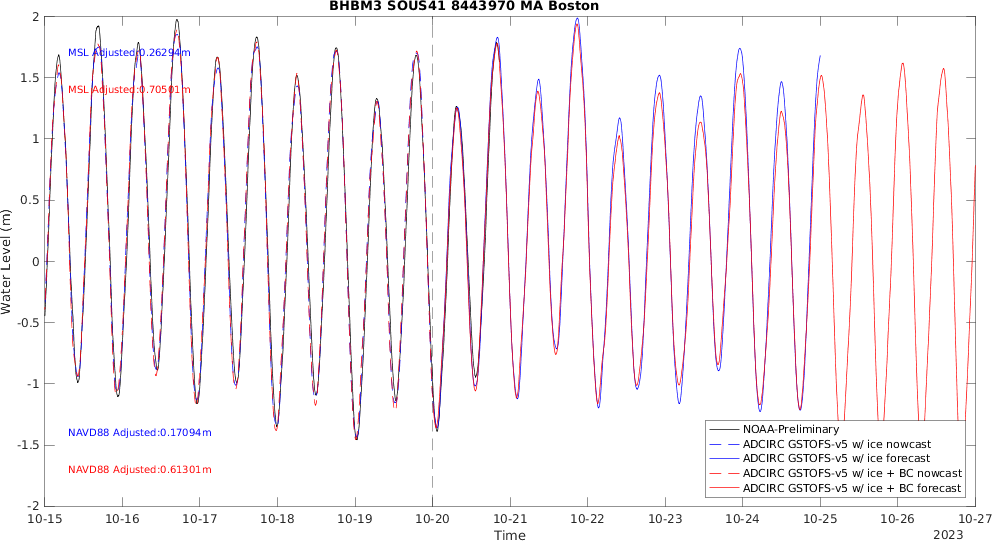 BHBM3 SOUS41 8443970 MA Boston
2
1.5
1
0.5
0
-0.5
-1
-1.5
-2
Water Level (m)
MSL Adjusted:0.26294m
MSL Adjusted:0.70501m
NAVD88 Adjusted:0.17094m
NAVD88 Adjusted:0.61301m
NOAA-Preliminary
ADCIRC GSTOFS-v5 w/ ice nowcast
ADCIRC GSTOFS-v5 w/ ice forecast
ADCIRC GSTOFS-v5 w/ ice + BC nowcast
ADCIRC GSTOFS-v5 w/ ice + BC forecast
10-15 10-16 10-17 10-18 10-19 10-20 10-21 10-22 10-23 10-24 10-25 10-26 10-27
Time
2023